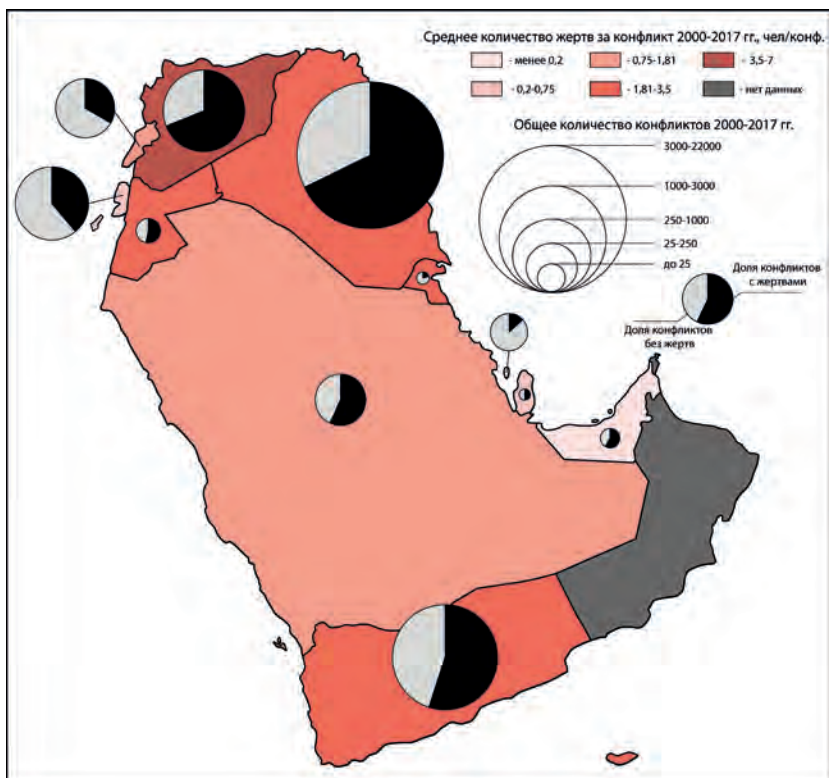 Среднее количество жертв за конфликт 2000-2017 гг., чел/конф.
- менее 0,2
- 0,75-1,81
- 3,5-7
- 0,2-0,75
- 1,81-3,5
- нет данных
Общее количество конфликтов 2000-2017 гг.
3000-22000
1000-3000
250-1000
25-250
до 25
Доля конфликтов
с жертвами
Доля конфликтов
без жертв